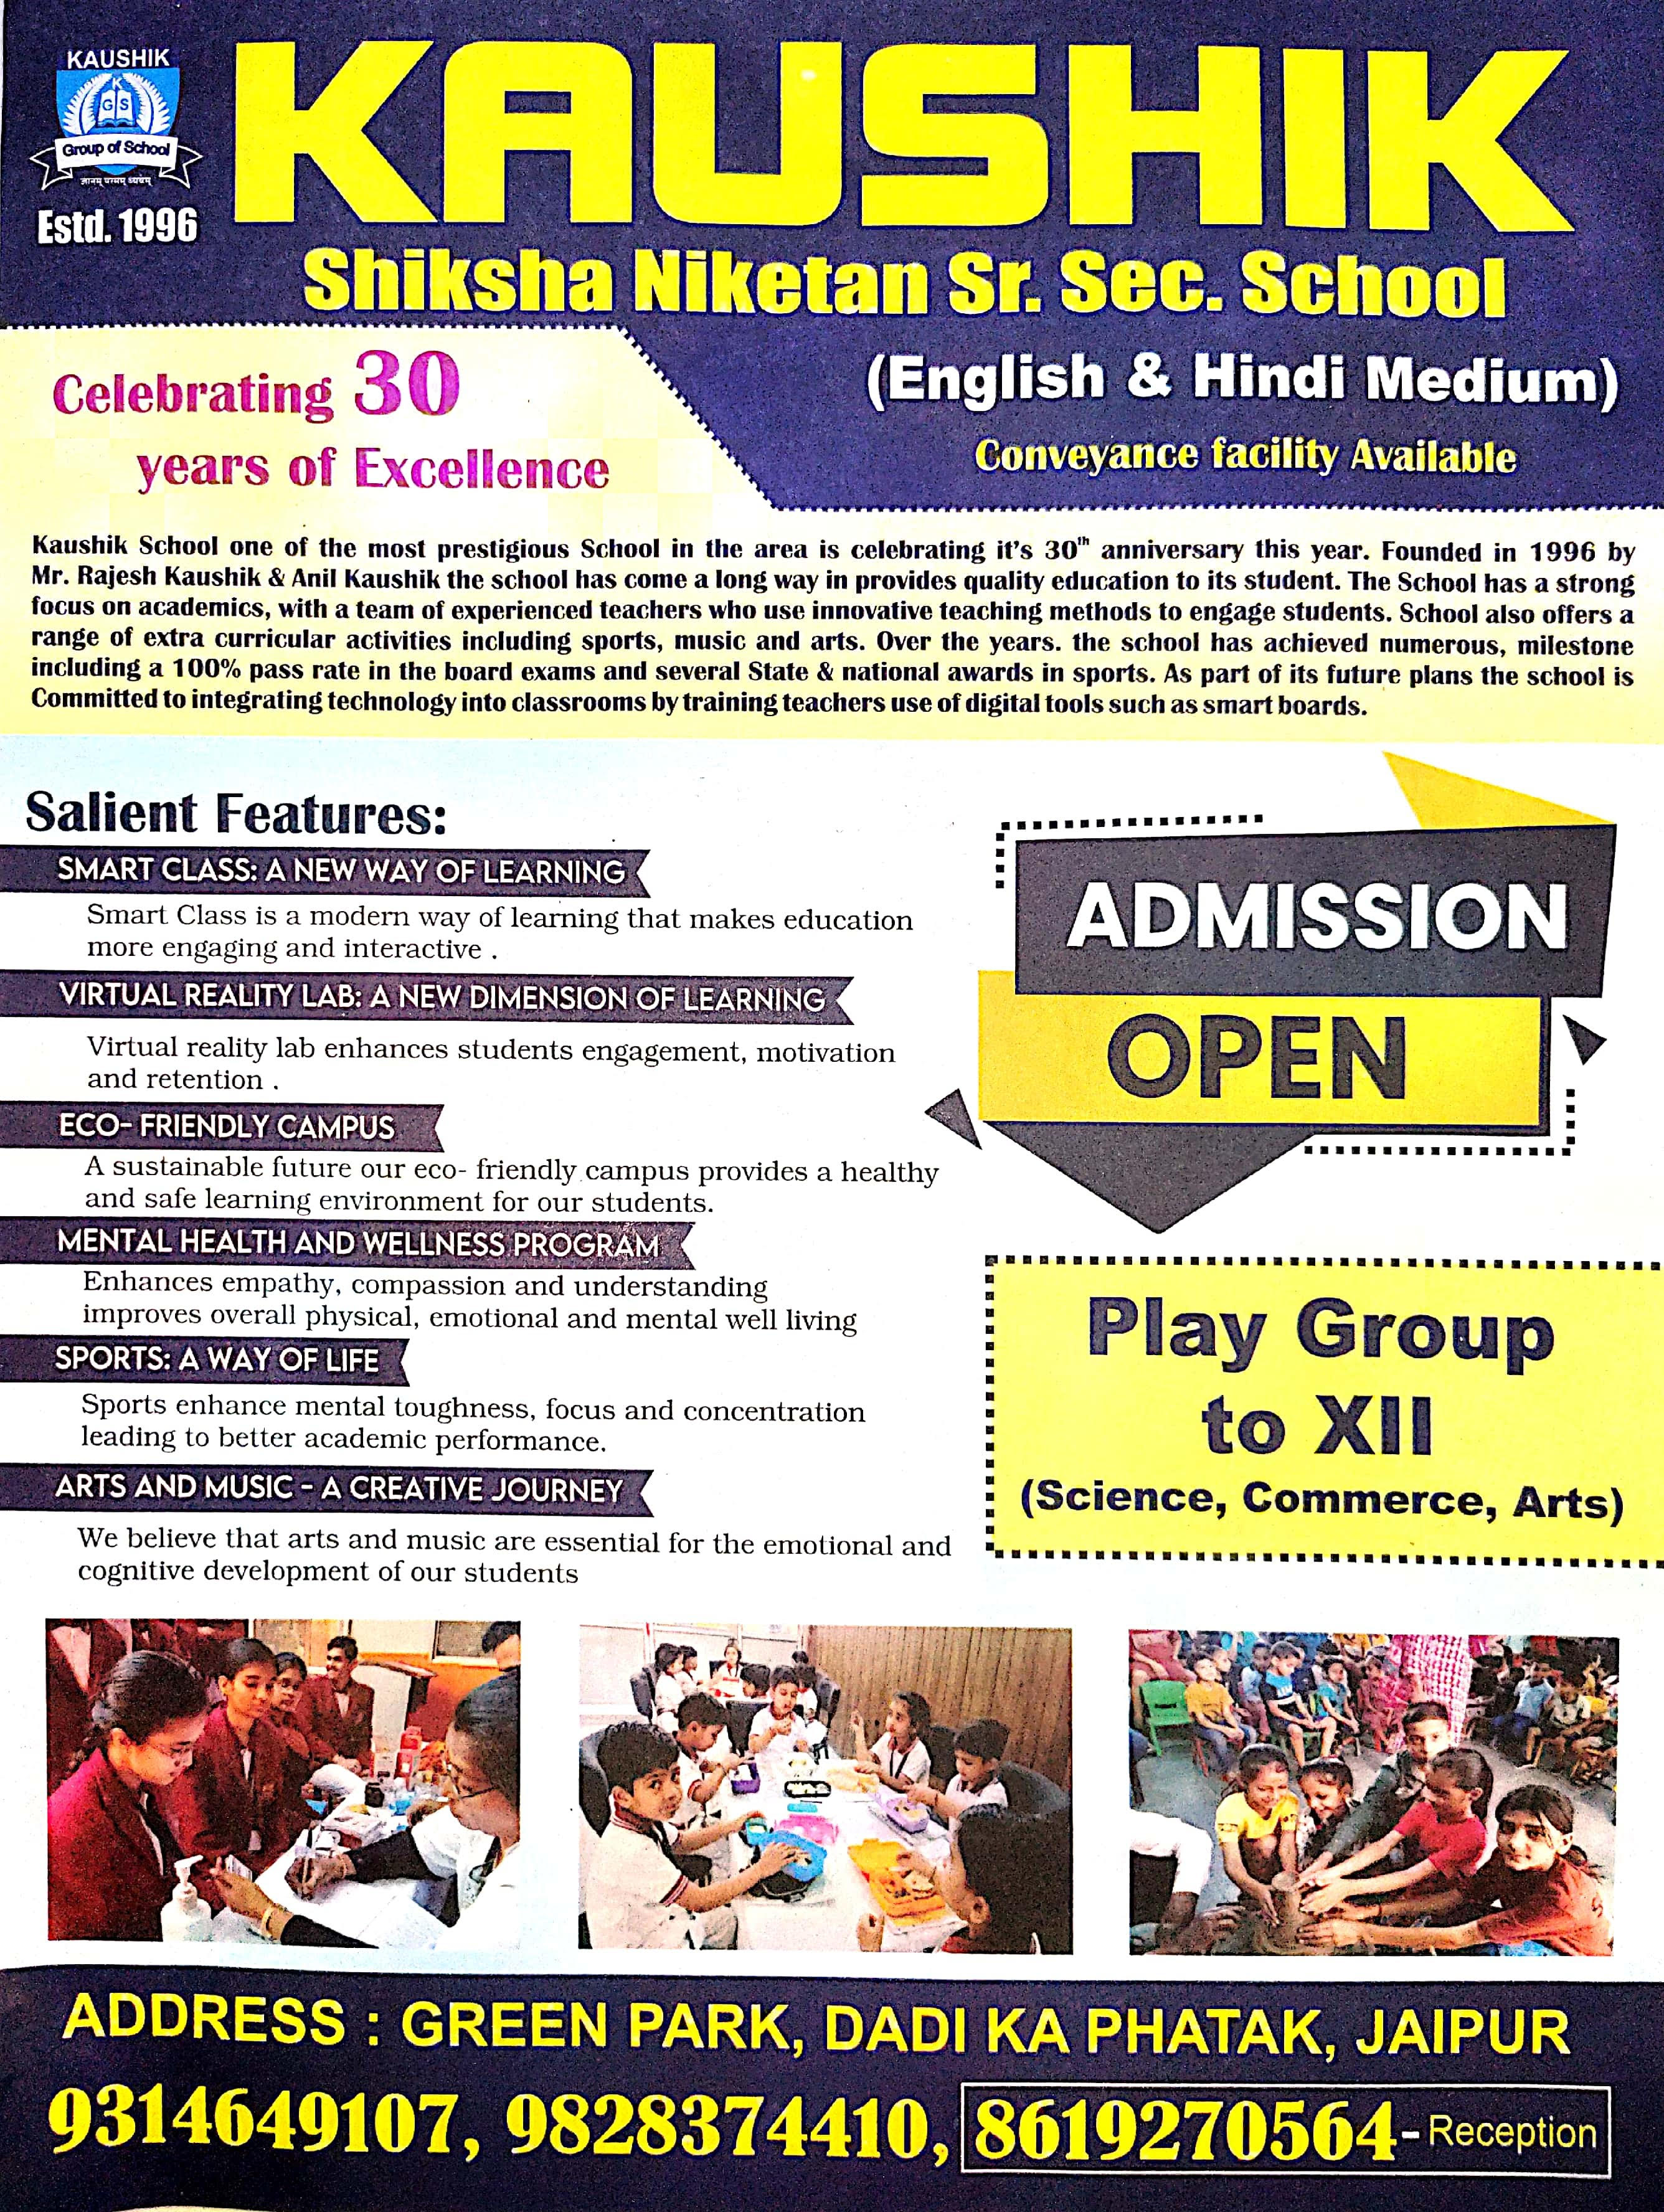 KAUSHIK
K
G S
Group of School
ज्ञानम् परमम् ध्येयम्
Estd. 1996
KAUSHIK
Shiksha Niketan Sr. Sec. School
(English & Hindi Medium)
Conveyance facility Available
Celebrating 30
years of Excellence
Kaushik School one of the most prestigious School in the area is celebrating it's 30th anniversary this year. Founded in 1996 by
Mr. Rajesh Kaushik & Anil Kaushik the school has come a long way in provides quality education to its student. The School has a strong
focus on academics, with a team of experienced teachers who use innovative teaching methods to engage students. School also offers a
range of extra curricular activities including sports, music and arts. Over the years. the school has achieved numerous, milestone
including a 100% pass rate in the board exams and several State & national awards in sports. As part of its future plans the school is
Committed to integrating technology into classrooms by training teachers use of digital tools such as smart boards.
Salient Features:
SMART CLASS: A NEW WAY OF LEARNING
Smart Class is a modern way of learning that makes education
more engaging and interactive .
VIRTUAL REALITY LAB: A NEW DIMENSION OF LEARNING
Virtual reality lab enhances students engagement, motivation
and retention .
ECO- FRIENDLY CAMPUS
A sustainable future our eco- friendly campus provides a healthy
and safe learning environment for our students.
MENTAL HEALTH AND WELLNESS PROGRAM
Enhances empathy, compassion and understanding
improves overall physical, emotional and mental well living
SPORTS: A WAY OF LIFE
Sports enhance mental toughness, focus and concentration
leading to better academic performance.
ARTS AND MUSIC - A CREATIVE JOURNEY
We believe that arts and music are essential for the emotional and
cognitive development of our students
ADMISSION
OPEN
Play Group
to XII
(Science, Commerce, Arts)
ADDRESS : GREEN PARK, DADI KA PHATAK, JAIPUR
9314649107, 9828374410, 8619270564- Reception